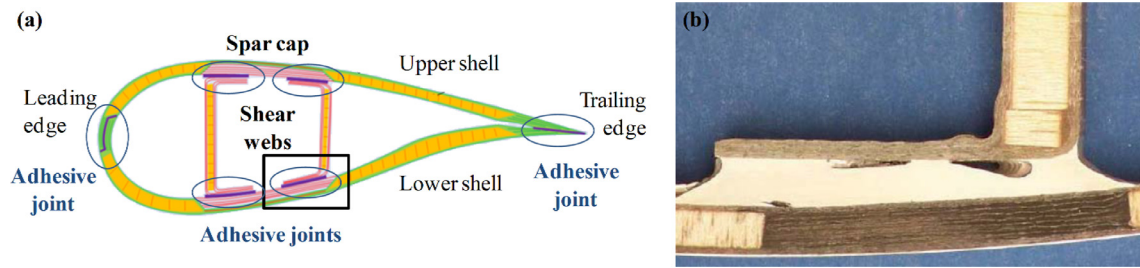 (a)
Spar cap
Upper shell
Leading
edge
Shear
webs
Trailing
edge
Adhesive
joint
Lower shell
Adhesive
joint
Adhesive joints
(b)